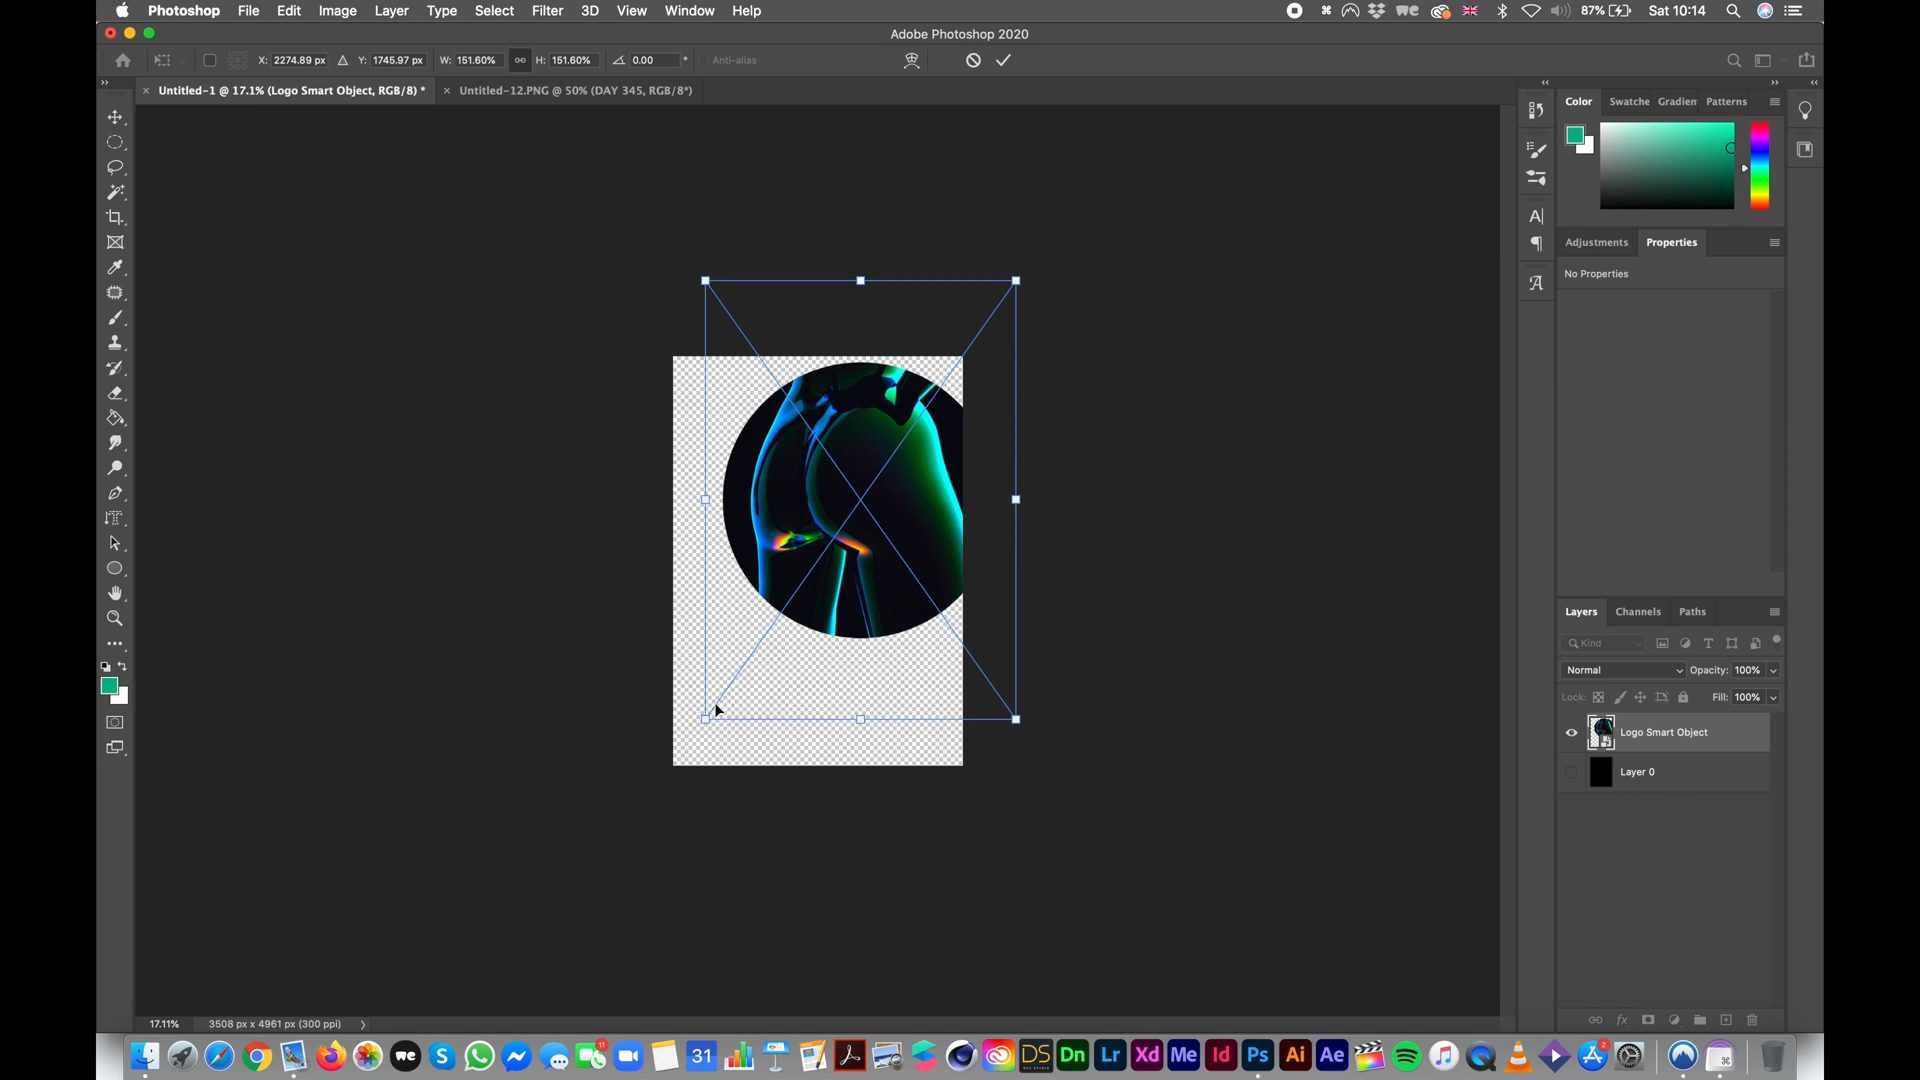 Photoshop File Edit Image Layer Type Select Filter 3D View Window Help 87% Sat 10:14
Adobe Photoshop 2020
X: 2274.89 px Y: 1745.97 px W: 151.60% H: 151.60% 0.00 ° Anti-alias
× Untitled-1 @ 17.1% (Logo Smart Object, RGB/8) * × Untitled-12.PNG @ 50% (DAY 345, RGB/8*)
Color Swatche Gradien Patterns
Adjustments Properties
No Properties
Layers Channels Paths
Kind
Normal Opacity: 100%
Lock: Fill: 100%
Logo Smart Object
Layer 0
fx
17.11% 3508 px x 4961 px (300 ppi)
we 11 31 DS Dn Lr Xd Me Id Ps Ai Ae 2